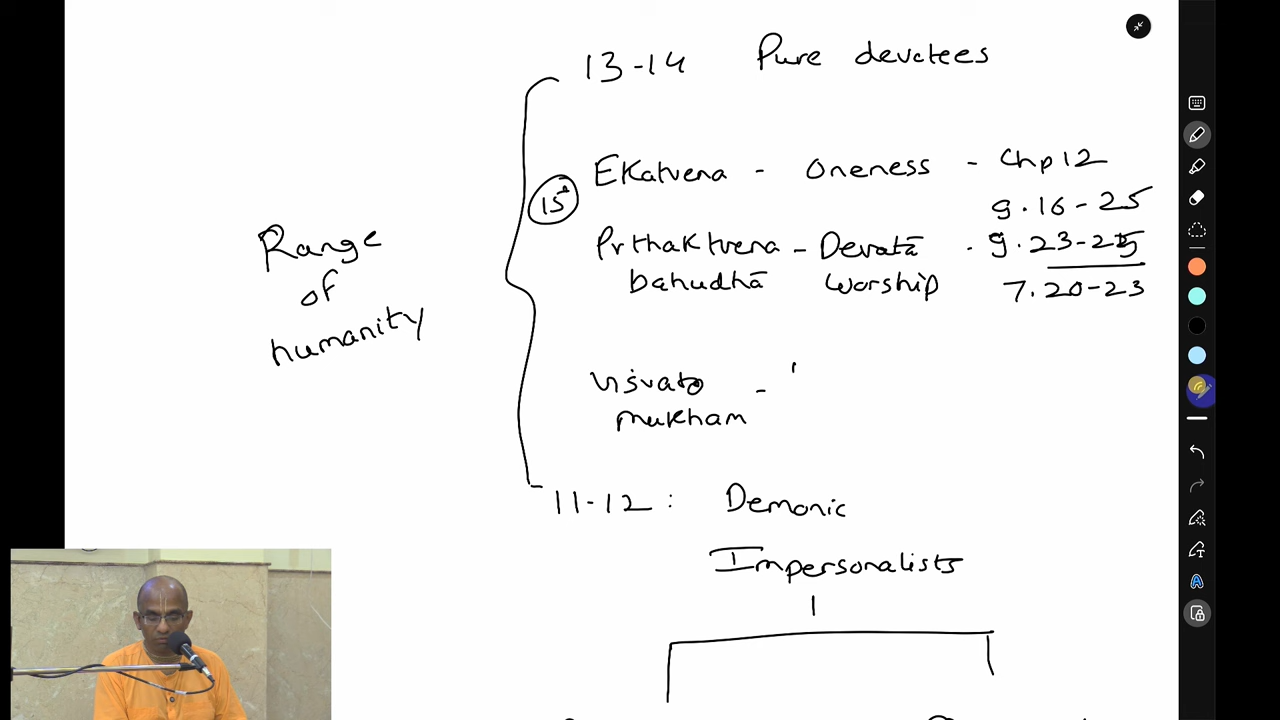 13-14 Pure devotees
Ekatvena - Oneness - Chp 12
15
9.16-25
Range
of
humanity
Prthaktvena - Devatā - 9.23-25
bahudhā worship 7.20-23
Viśvato -
mukham
11-12 : Demonic
Impersonalists